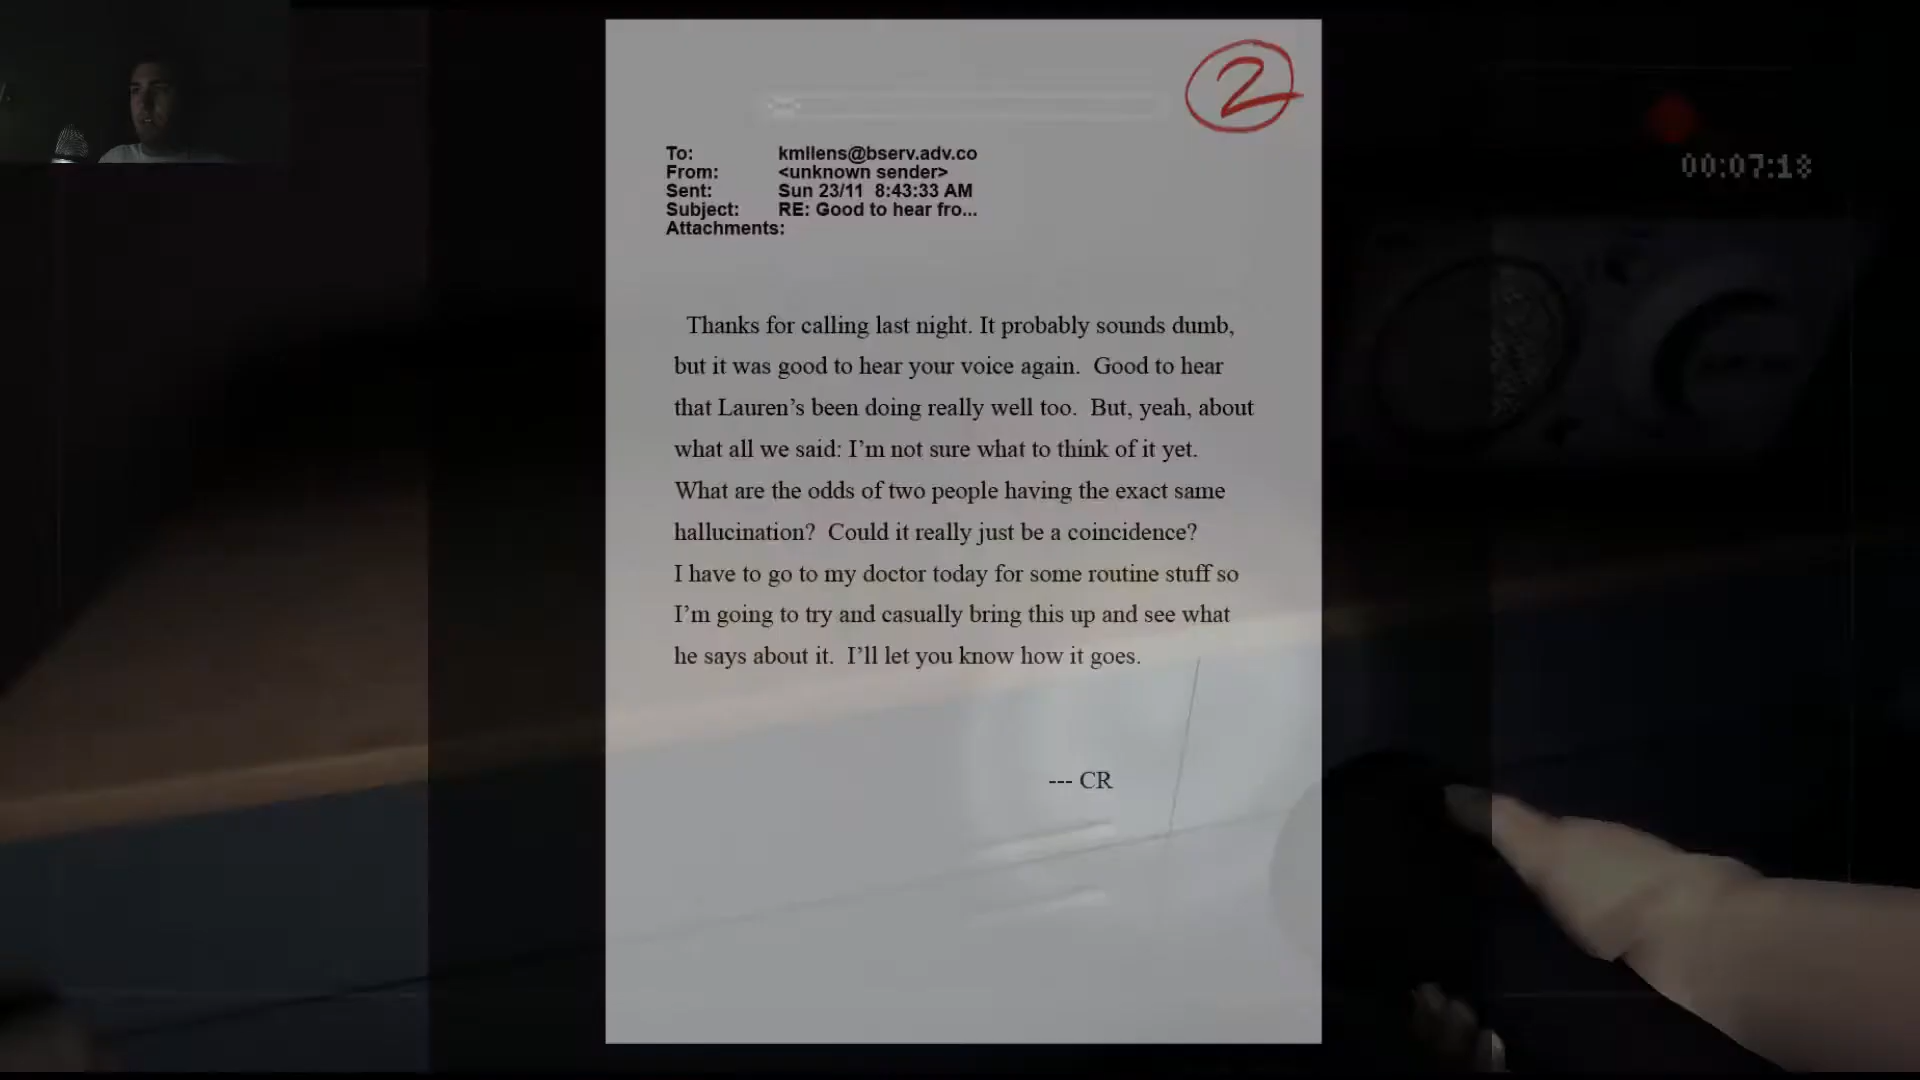 2
To: kmllens@bserv.adv.co
From: <unknown sender>
Sent: Sun 23/11 8:43:33 AM
Subject: RE: Good to hear fro...
Attachments:
00:07:18
Thanks for calling last night. It probably sounds dumb,
but it was good to hear your voice again. Good to hear
that Lauren’s been doing really well too. But, yeah, about
what all we said: I’m not sure what to think of it yet.
What are the odds of two people having the exact same
hallucination? Could it really just be a coincidence?
I have to go to my doctor today for some routine stuff so
I’m going to try and casually bring this up and see what
he says about it. I’ll let you know how it goes.
--- CR